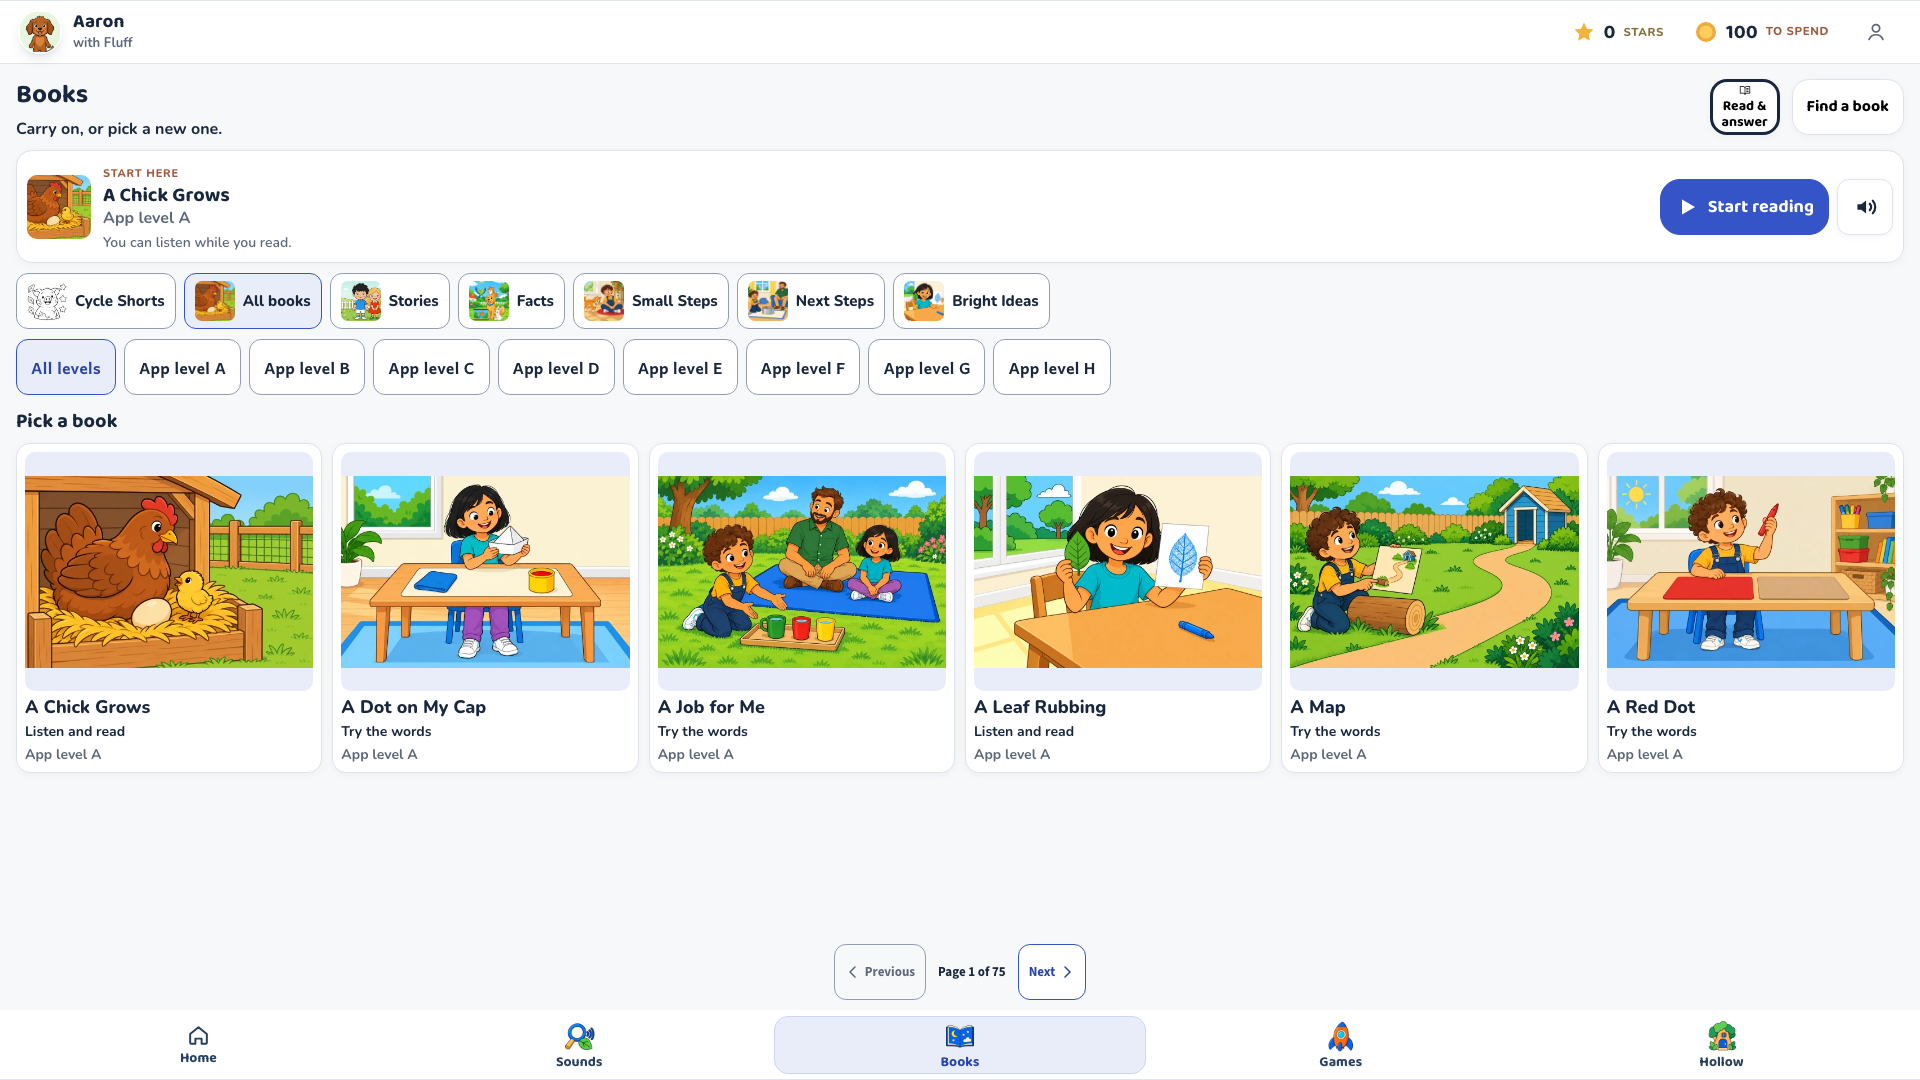 Aaron
with Fluff
0 STARS
100 TO SPEND
Books
Carry on, or pick a new one.
Read &
answer
Find a book
START HERE
A Chick Grows
App level A
You can listen while you read.
Start reading
Cycle Shorts
All books
Stories
Facts
Small Steps
Next Steps
Bright Ideas
All levels
App level A
App level B
App level C
App level D
App level E
App level F
App level G
App level H
Pick a book
A Chick Grows
Listen and read
App level A
A Dot on My Cap
Try the words
App level A
A Job for Me
Try the words
App level A
A Leaf Rubbing
Listen and read
App level A
A Map
Try the words
App level A
A Red Dot
Try the words
App level A
Previous
Page 1 of 75
Next
Home
Sounds
Books
Games
Hollow